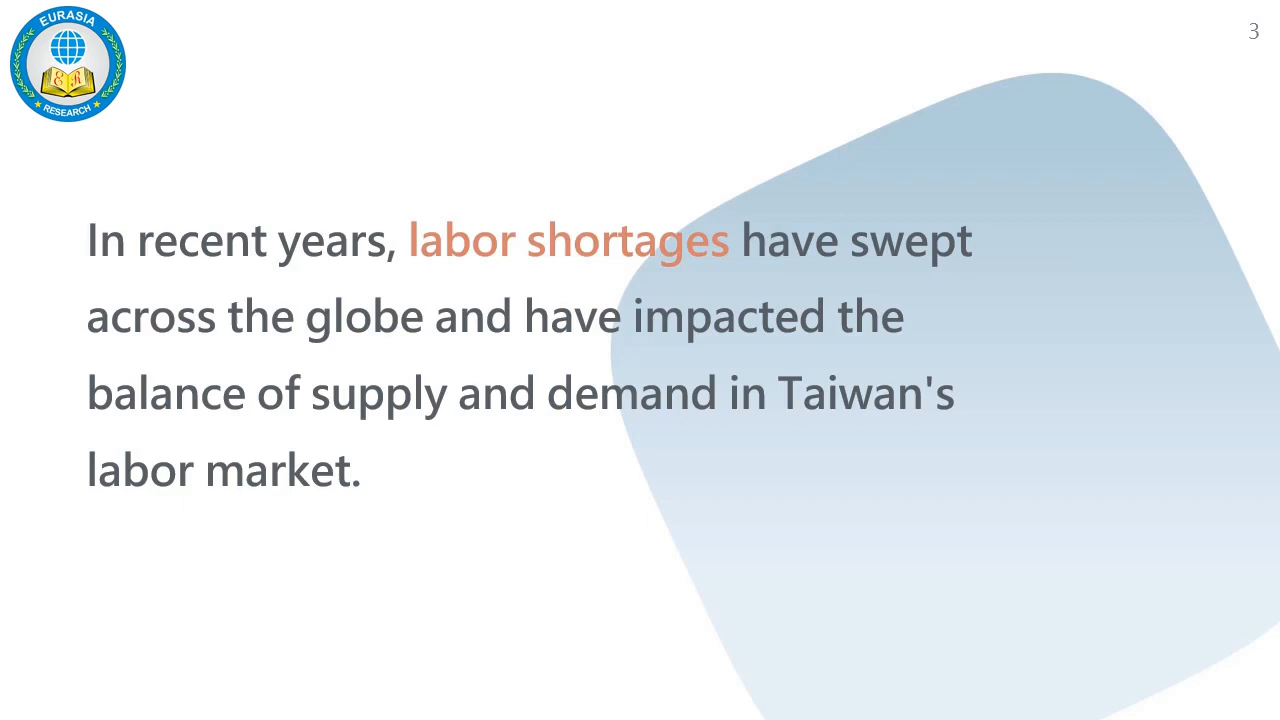 EURASIA
E R
RESEARCH
3
In recent years, labor shortages have swept
across the globe and have impacted the
balance of supply and demand in Taiwan's
labor market.